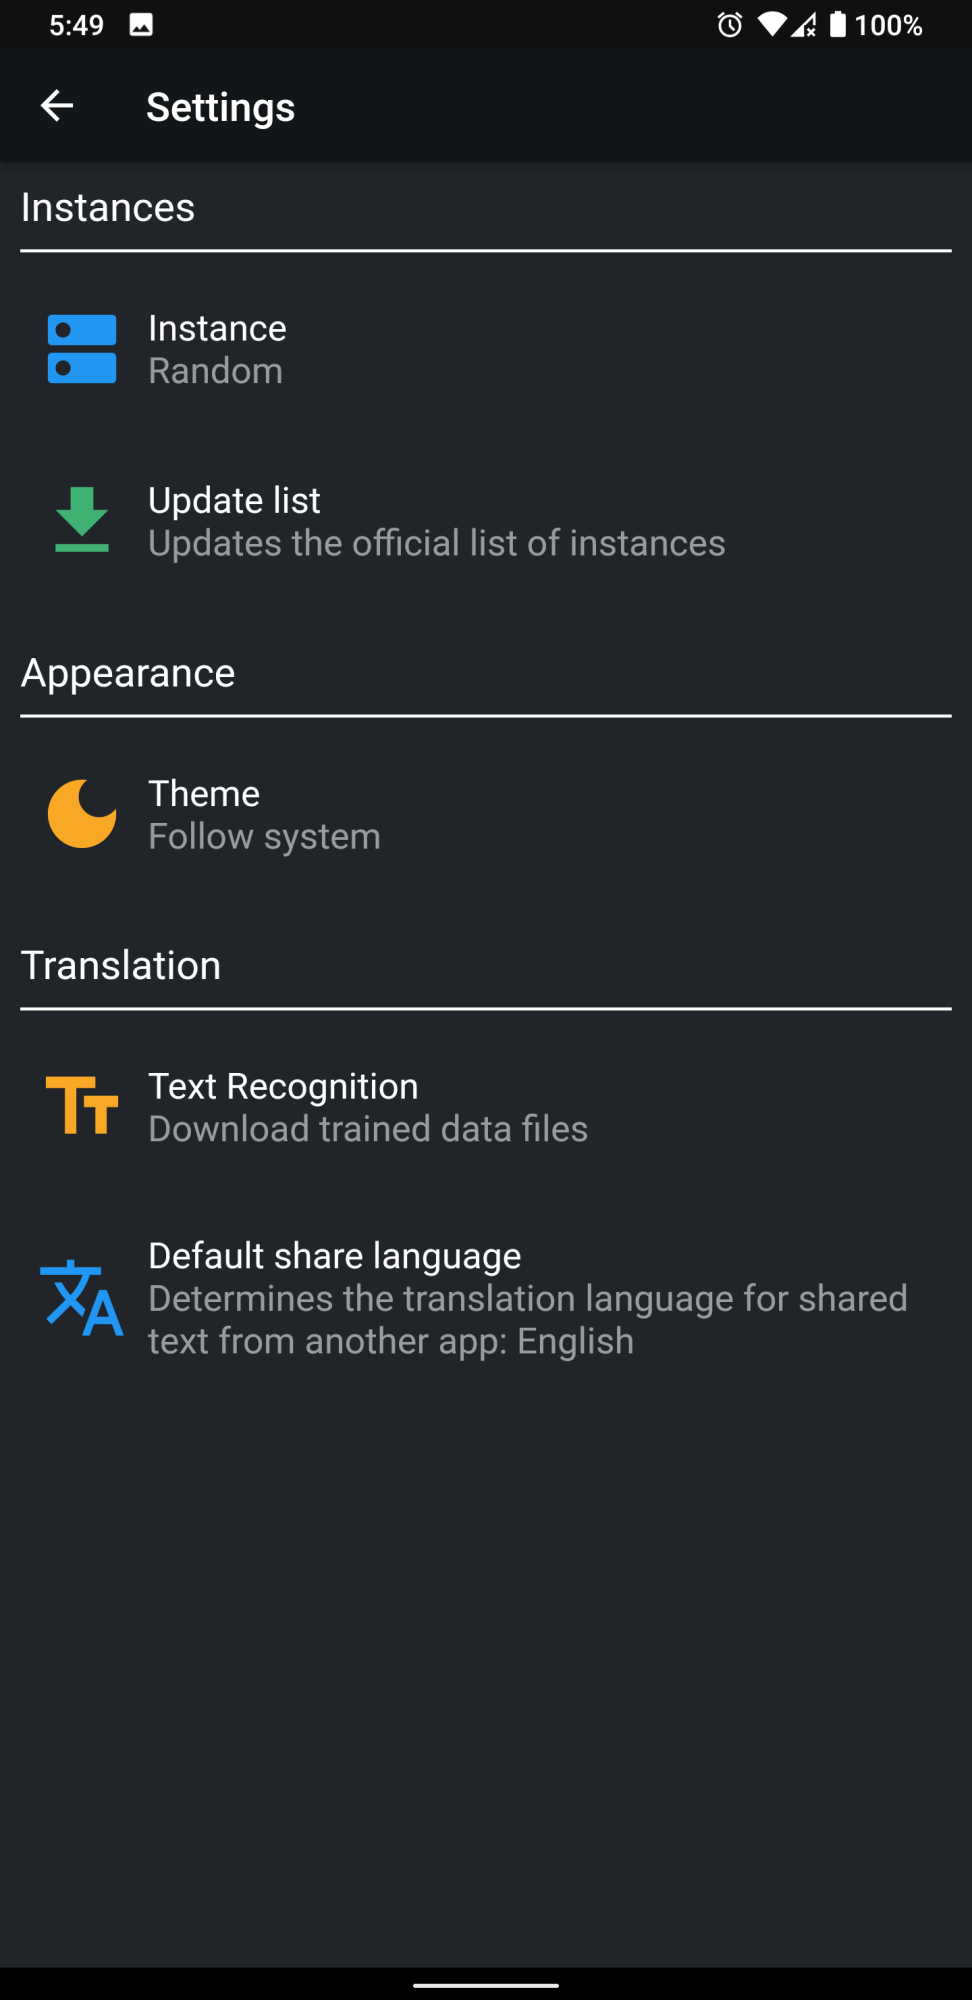 5:49
100%
Settings
Instances
Instance
Random
Update list
Updates the official list of instances
Appearance
Theme
Follow system
Translation
Text Recognition
Download trained data files
Default share language
Determines the translation language for shared
text from another app: English